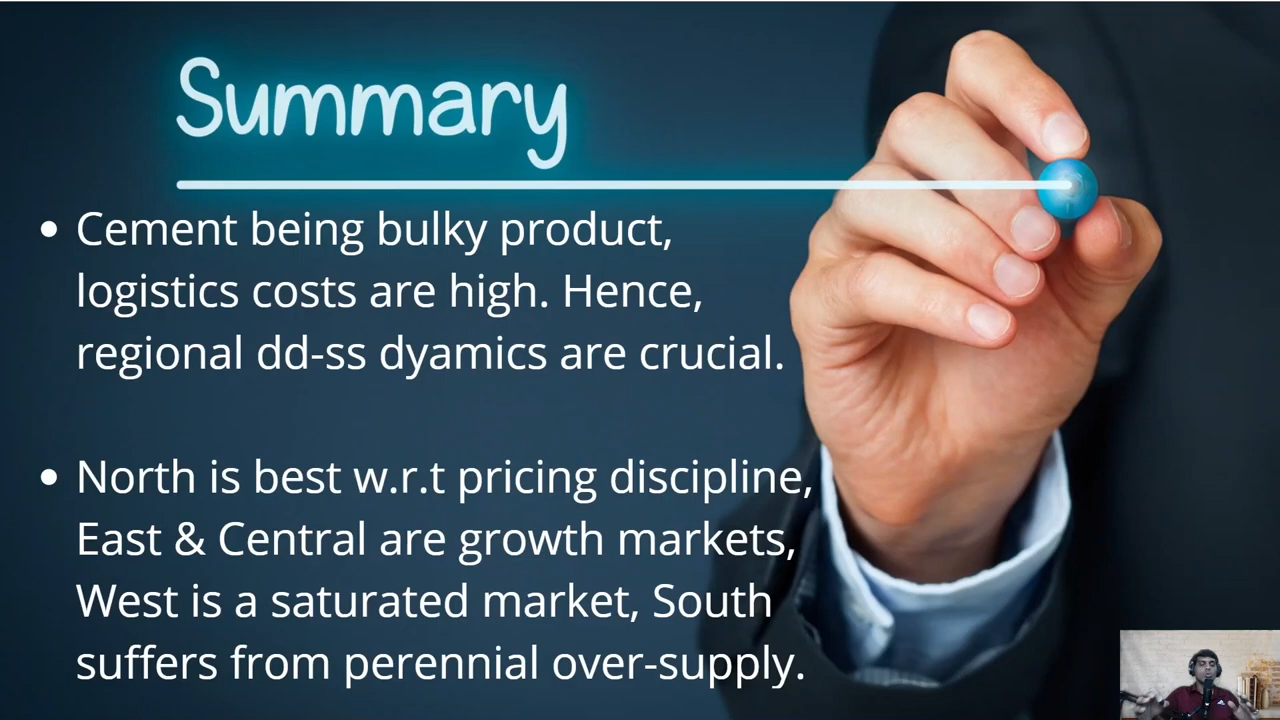 Summary
• Cement being bulky product,
logistics costs are high. Hence,
regional dd-ss dyamics are crucial.
• North is best w.r.t pricing discipline,
East & Central are growth markets,
West is a saturated market, South
suffers from perennial over-supply.